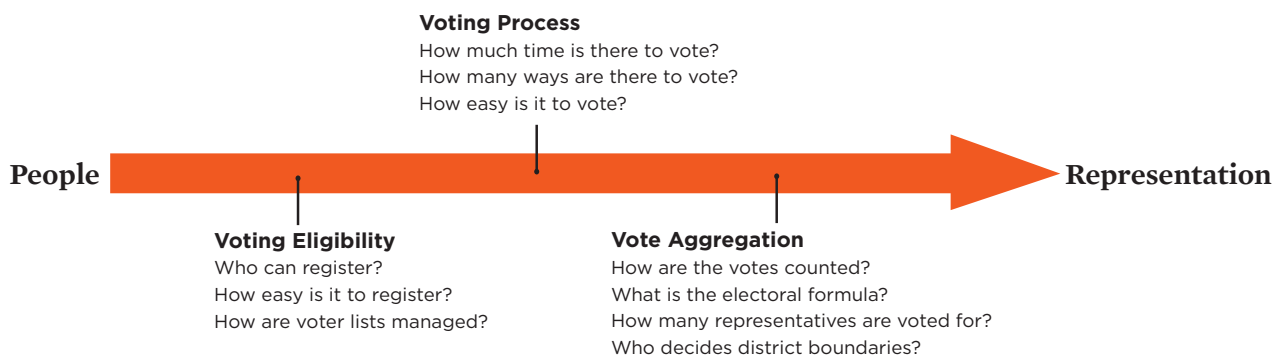 Voting Process
How much time is there to vote?
How many ways are there to vote?
How easy is it to vote?
People
Representation
Voting Eligibility
Who can register?
How easy is it to register?
How are voter lists managed?
Vote Aggregation
How are the votes counted?
What is the electoral formula?
How many representatives are voted for?
Who decides district boundaries?